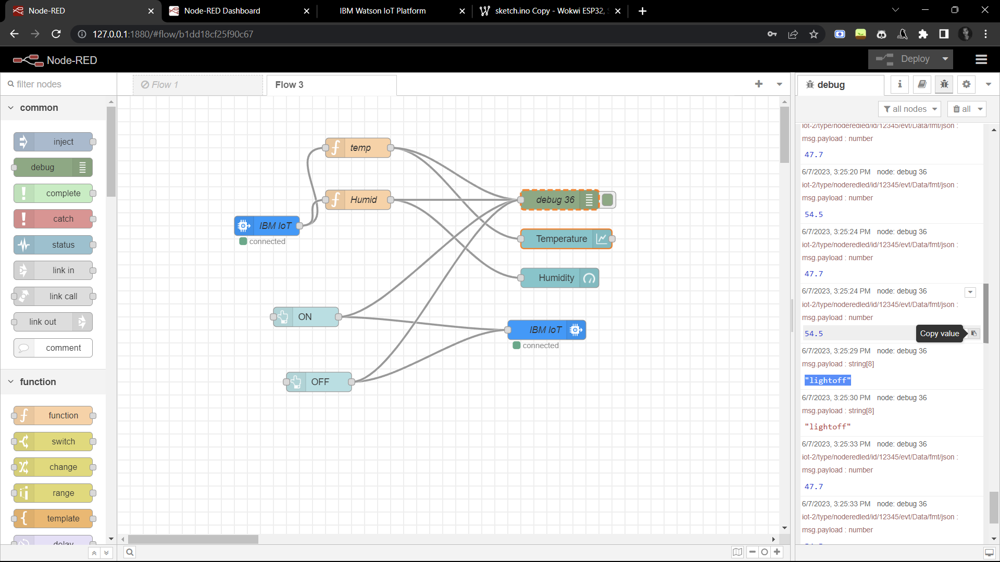 Node-RED
Node-RED Dashboard
IBM Watson IoT Platform
sketch.ino Copy - Wokwi ESP32,
127.0.0.1:1880/#flow/b1dd18cf25f90c67
Node-RED
Deploy
filter nodes
Flow 1
Flow 3
debug
all nodes
all
common
inject
debug
complete
catch
status
link in
link call
link out
comment
function
function
switch
change
range
template
delay
temp
Humid
IBM IoT
connected
debug 36
Temperature
Humidity
ON
IBM IoT
connected
OFF
iot-2/type/noderedled/id/12345/evt/Data/fmt/json :
msg.payload : number
47.7
6/7/2023, 3:25:20 PM node: debug 36
iot-2/type/noderedled/id/12345/evt/Data/fmt/json :
msg.payload : number
54.5
6/7/2023, 3:25:24 PM node: debug 36
iot-2/type/noderedled/id/12345/evt/Data/fmt/json :
msg.payload : number
47.7
6/7/2023, 3:25:24 PM node: debug 36
iot-2/type/noderedled/id/12345/evt/Data/fmt/json :
msg.payload : number
54.5
Copy value
6/7/2023, 3:25:29 PM node: debug 36
msg.payload : string[8]
"lightoff"
6/7/2023, 3:25:30 PM node: debug 36
msg.payload : string[8]
"lightoff"
6/7/2023, 3:25:33 PM node: debug 36
iot-2/type/noderedled/id/12345/evt/Data/fmt/json :
msg.payload : number
47.7
6/7/2023, 3:25:33 PM node: debug 36
iot-2/type/noderedled/id/12345/evt/Data/fmt/json :
msg.payload : number